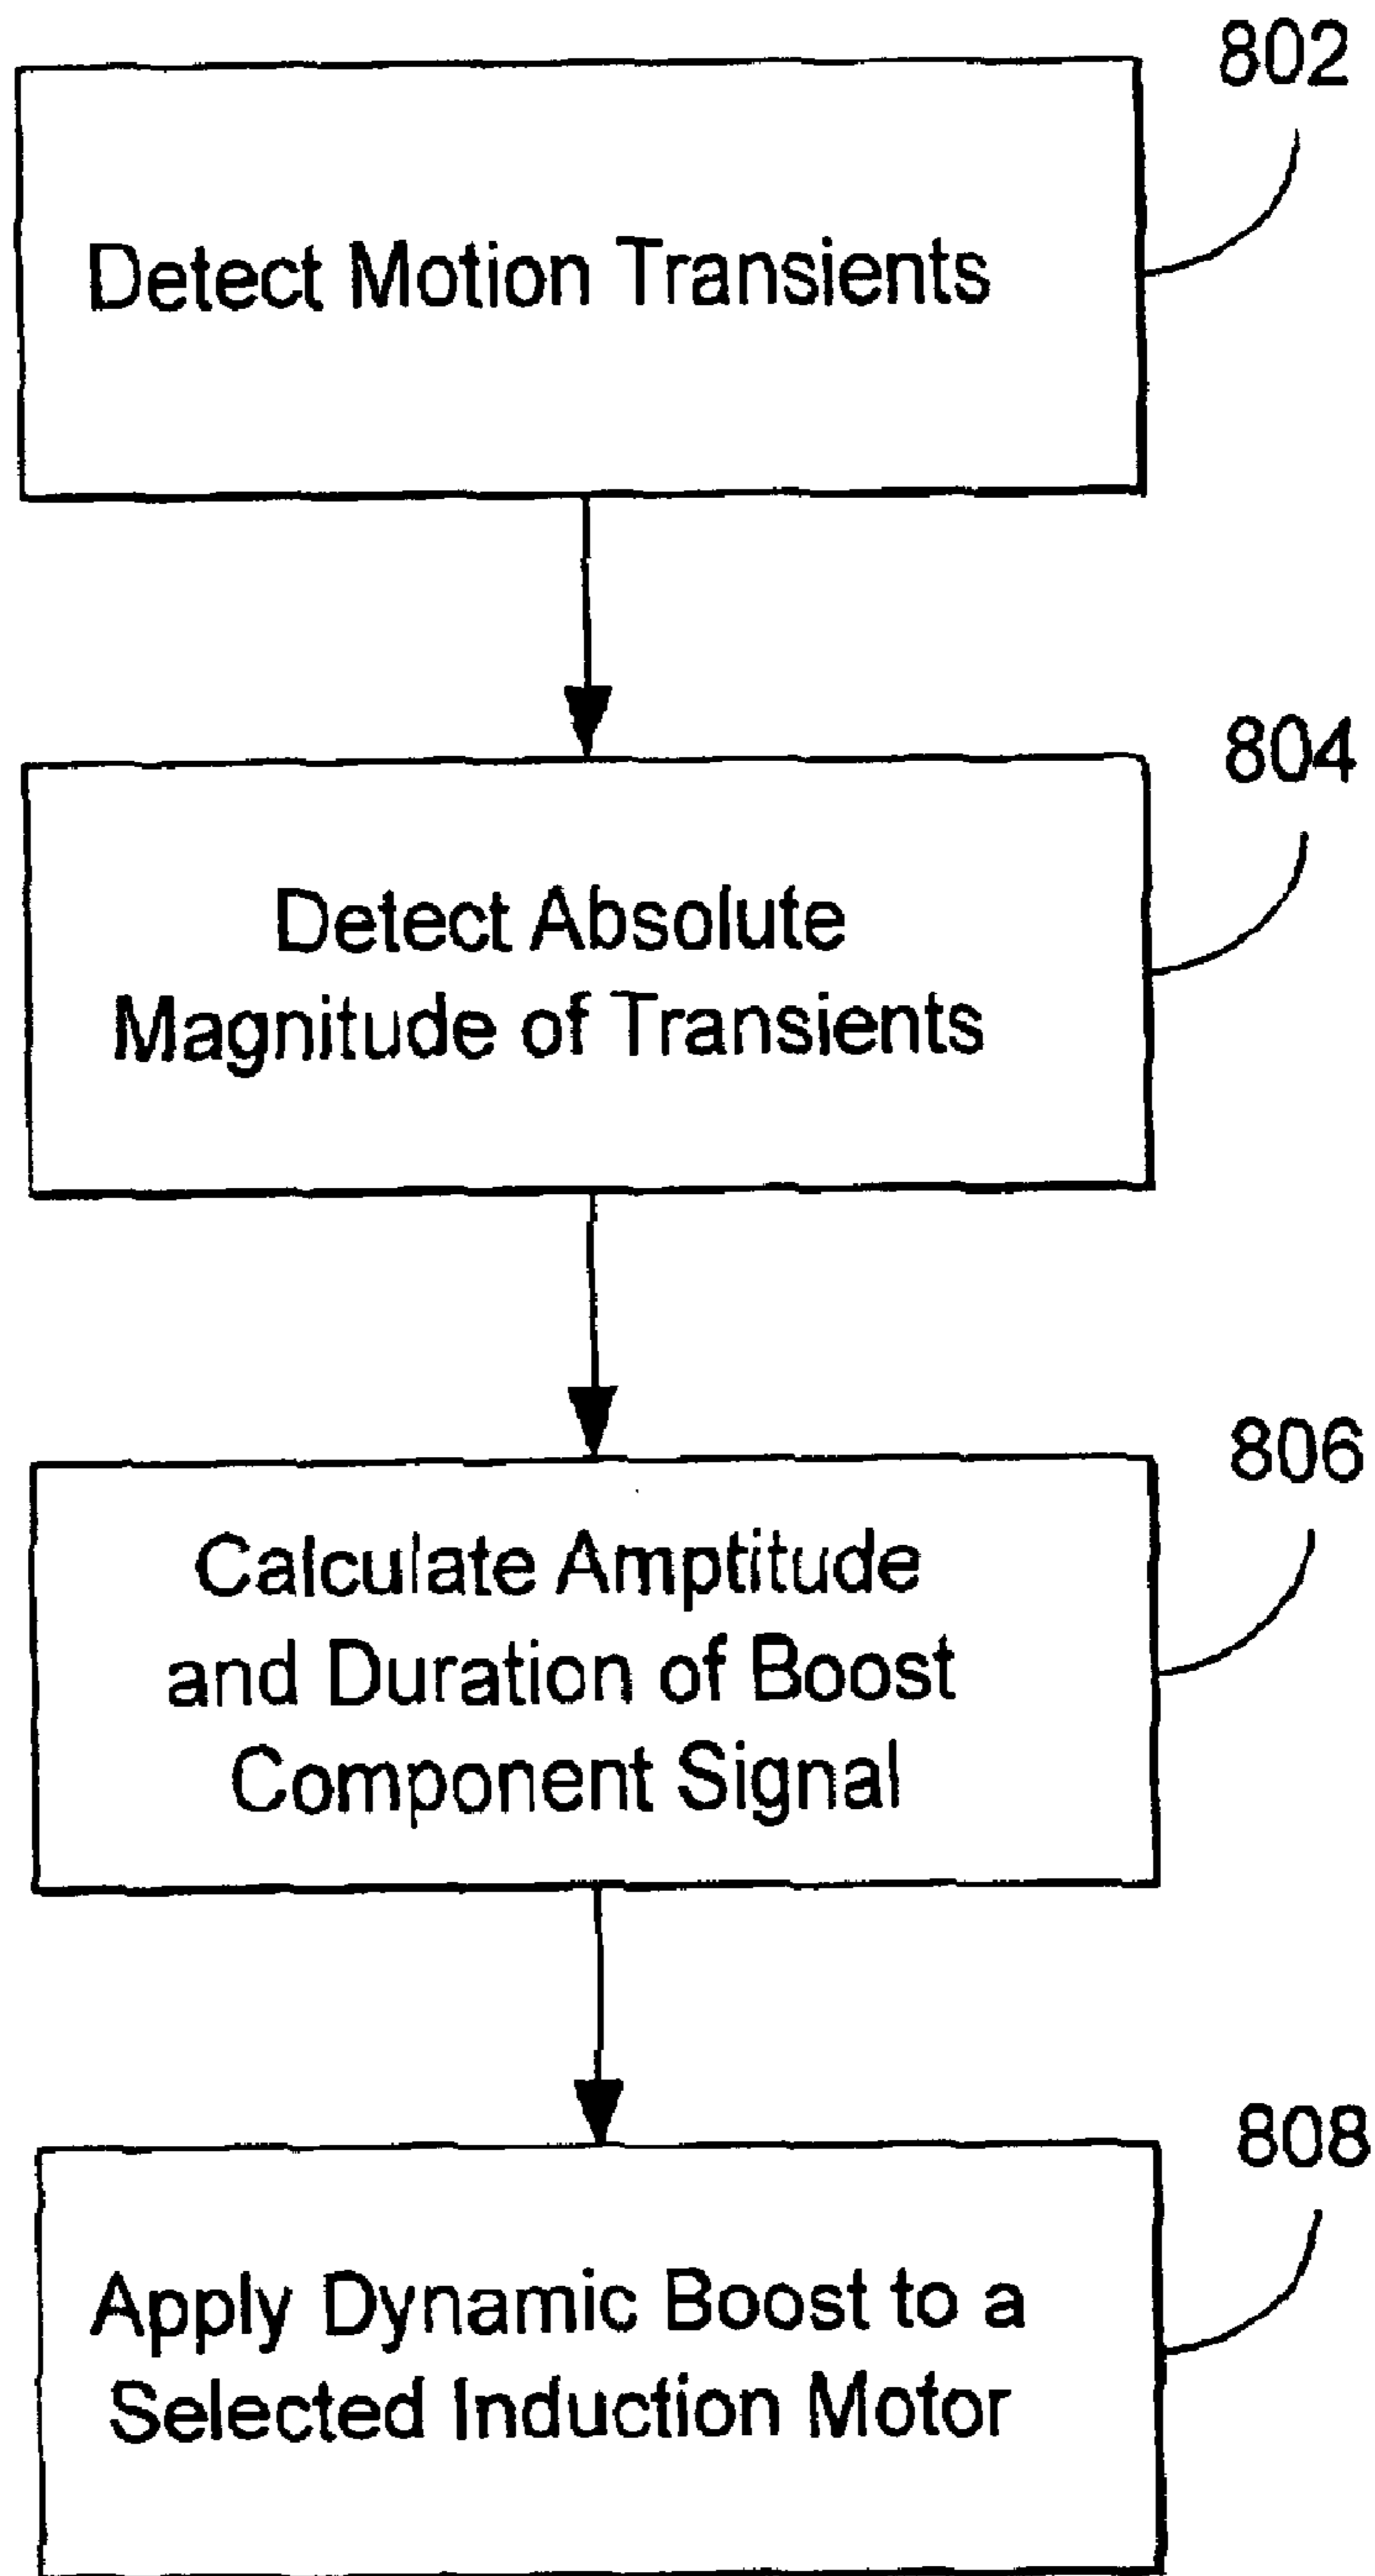 802
Detect Motion Transients
804
Detect Absolute
Magnitude of Transients
806
Calculate Amptitude
and Duration of Boost
Component Signal
808
Apply Dynamic Boost to a
Selected Induction Motor